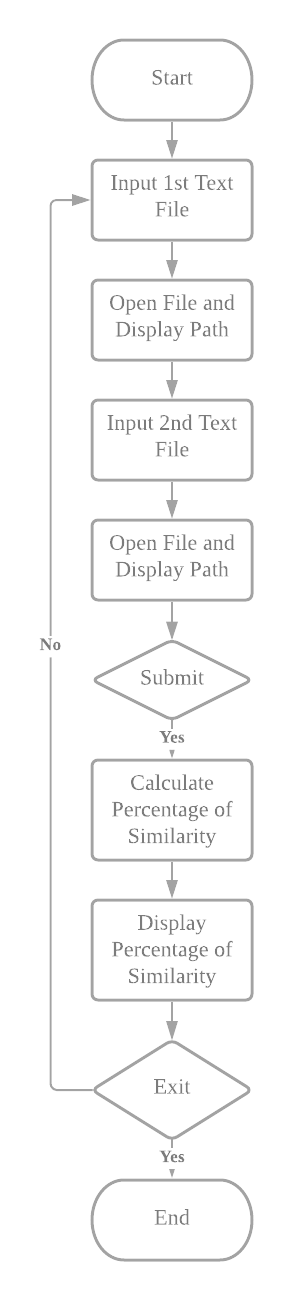 Start
Input 1st Text
File
Open File and
Display Path
Input 2nd Text
File
Open File and
Display Path
No
Submit
Yes
Calculate
Percentage of
Similarity
Display
Percentage of
Similarity
Exit
Yes
End